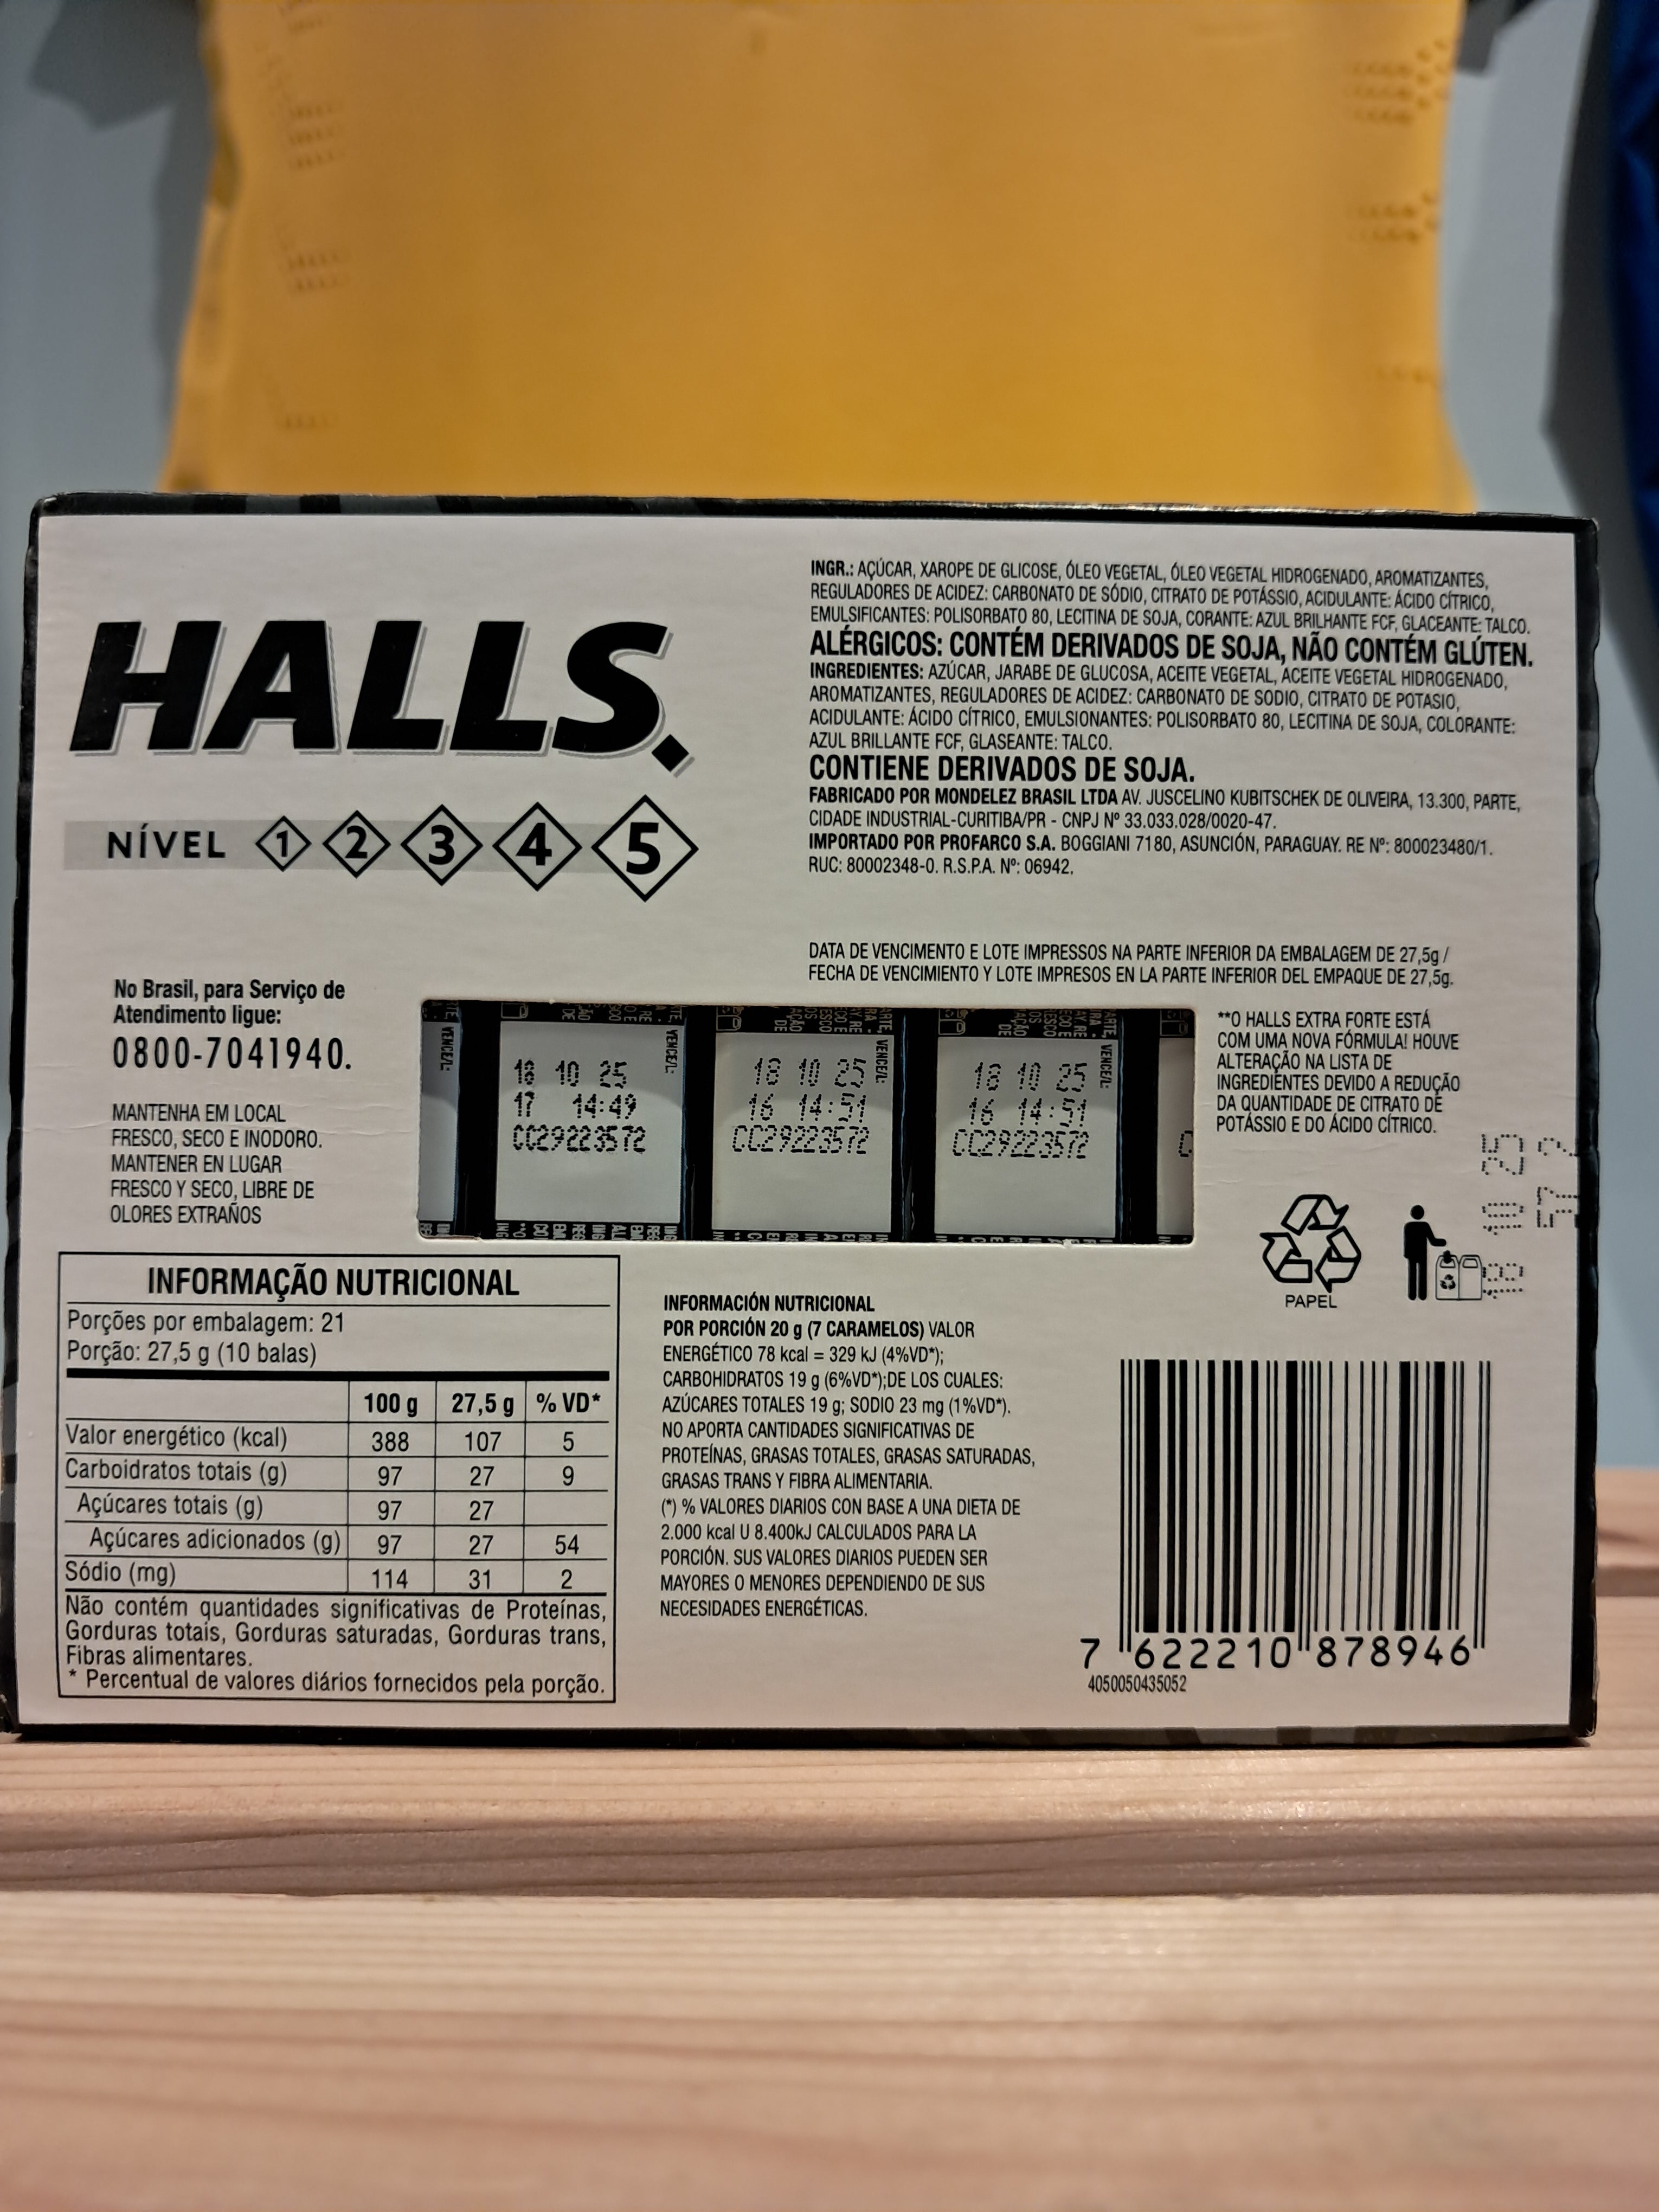 HALLS
NÍVEL 1 2 3 4 5
INGR.: AÇÚCAR, XAROPE DE GLICOSE, ÓLEO VEGETAL, ÓLEO VEGETAL HIDROGENADO, AROMATIZANTES,
REGULADORES DE ACIDEZ: CARBONATO DE SÓDIO, CITRATO DE POTÁSSIO, ACIDULANTE: ÁCIDO CÍTRICO,
EMULSIFICANTES: POLISORBATO 80, LECITINA DE SOJA, CORANTE: AZUL BRILHANTE FCF, GLACEANTE: TALCO.
ALÉRGICOS: CONTÉM DERIVADOS DE SOJA, NÃO CONTÉM GLÚTEN.
INGREDIENTES: AZÚCAR, JARABE DE GLUCOSA, ACEITE VEGETAL, ACEITE VEGETAL HIDROGENADO,
AROMATIZANTES, REGULADORES DE ACIDEZ: CARBONATO DE SODIO, CITRATO DE POTASIO,
ACIDULANTE: ÁCIDO CÍTRICO, EMULSIONANTES: POLISORBATO 80, LECITINA DE SOJA, COLORANTE:
AZUL BRILLANTE FCF, GLASEANTE: TALCO.
CONTIENE DERIVADOS DE SOJA.
FABRICADO POR MONDELEZ BRASIL LTDA AV. JUSCELINO KUBITSCHEK DE OLIVEIRA, 13.300, PARTE,
CIDADE INDUSTRIAL-CURITIBA/PR - CNPJ Nº 33.033.028/0020-47.
IMPORTADO POR PROFARCO S.A. BOGGIANI 7180, ASUNCIÓN, PARAGUAY. RE Nº: 800023480/1.
RUC: 80002348-0. R.S.P.A. Nº: 06942.
DATA DE VENCIMENTO E LOTE IMPRESSOS NA PARTE INFERIOR DA EMBALAGEM DE 27,5g /
FECHA DE VENCIMIENTO Y LOTE IMPRESOS EN LA PARTE INFERIOR DEL EMPAQUE DE 27,5g.
No Brasil, para Serviço de
Atendimento ligue:
0800-7041940.
MANTENHA EM LOCAL
FRESCO, SECO E INODORO.
MANTENER EN LUGAR
FRESCO Y SECO, LIBRE DE
OLORES EXTRAÑOS
VENCE/L:
18 10 25
17 14:49
CC29223572
VENCE/L:
18 10 25
16 14:51
CC29223572
VENCE/L:
18 10 25
16 14:51
CC29223572
VENCE/L:
**O HALLS EXTRA FORTE ESTÁ
COM UMA NOVA FÓRMULA! HOUVE
ALTERAÇÃO NA LISTA DE
INGREDIENTES DEVIDO A REDUÇÃO
DA QUANTIDADE DE CITRATO DE
POTÁSSIO E DO ÁCIDO CÍTRICO.
18 10 25
PAPEL
INFORMAÇÃO NUTRICIONAL
Porções por embalagem: 21
Porção: 27,5 g (10 balas)
100 g 27,5 g % VD*
Valor energético (kcal) 388 107 5
Carboidratos totais (g) 97 27 9
Açúcares totais (g) 97 27
Açúcares adicionados (g) 97 27 54
Sódio (mg) 114 31 2
Não contém quantidades significativas de Proteínas,
Gorduras totais, Gorduras saturadas, Gorduras trans,
Fibras alimentares.
* Percentual de valores diários fornecidos pela porção.
INFORMACIÓN NUTRICIONAL
POR PORCIÓN 20 g (7 CARAMELOS) VALOR
ENERGÉTICO 78 kcal = 329 kJ (4%VD*);
CARBOHIDRATOS 19 g (6%VD*);DE LOS CUALES:
AZÚCARES TOTALES 19 g; SODIO 23 mg (1%VD*).
NO APORTA CANTIDADES SIGNIFICATIVAS DE
PROTEÍNAS, GRASAS TOTALES, GRASAS SATURADAS,
GRASAS TRANS Y FIBRA ALIMENTARIA.
(*) % VALORES DIARIOS CON BASE A UNA DIETA DE
2.000 kcal U 8.400kJ CALCULADOS PARA LA
PORCIÓN. SUS VALORES DIARIOS PUEDEN SER
MAYORES O MENORES DEPENDIENDO DE SUS
NECESIDADES ENERGÉTICAS.
7 622210 878946
4050050435052